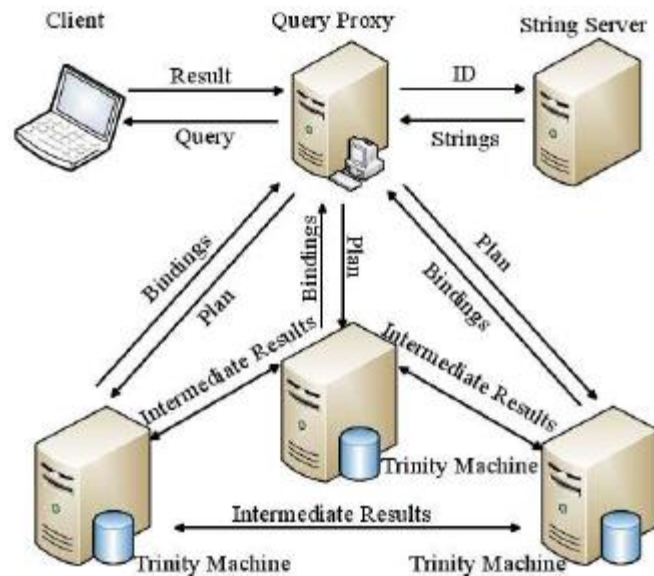 Client
Query Proxy
String Server
Result
ID
Query
Strings
Bindings
Plan
Bindings
Plan
Plan
Bindings
Intermediate Results
Intermediate Results
Trinity Machine
Intermediate Results
Trinity Machine
Trinity Machine